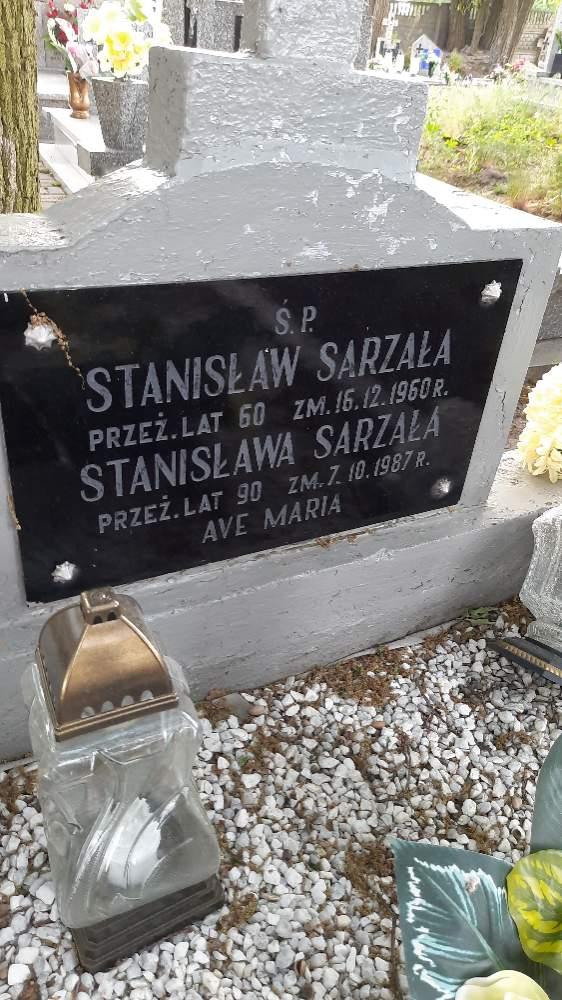 Ś.P.
STANISŁAW SARZAŁA
PRZEŻ. LAT 60 ZM. 16.12.1960 R.
STANISŁAWA SARZAŁA
PRZEŻ. LAT 90 ZM. 7.10.1987 R.
AVE MARIA